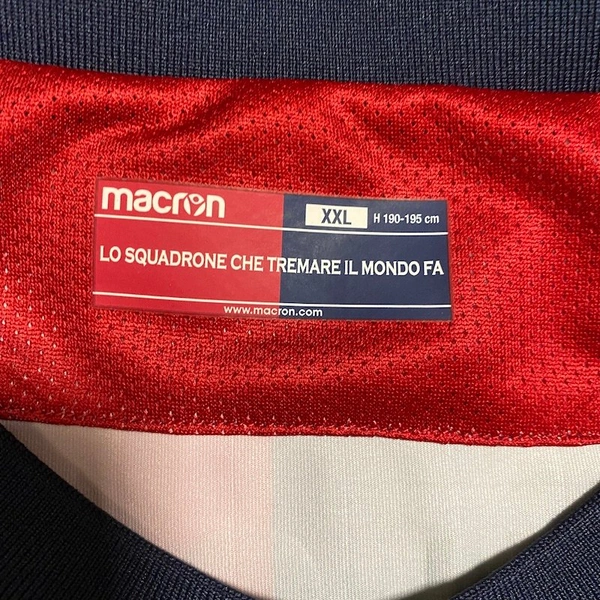 macron
XXL H 190-195 cm
LO SQUADRONE CHE TREMARE IL MONDO FA
www.macron.com